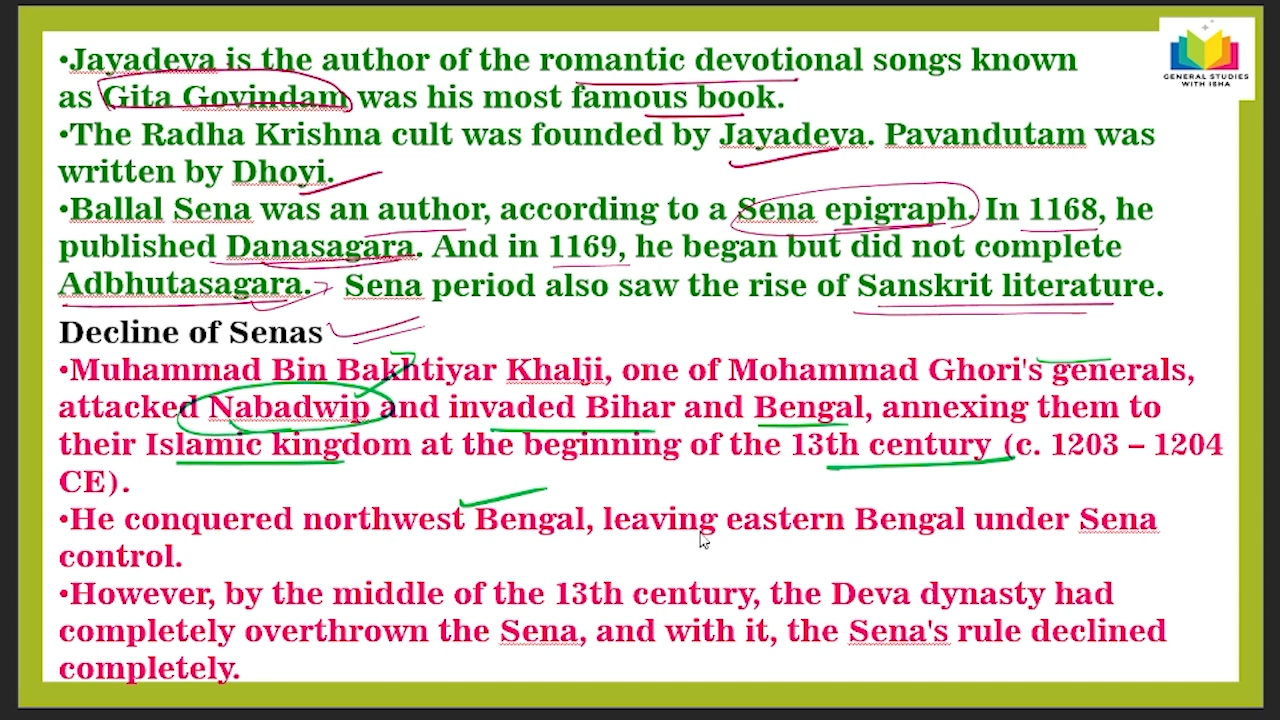 •Jayadeva is the author of the romantic devotional songs known
as Gita Govindam was his most famous book.
•The Radha Krishna cult was founded by Jayadeva. Pavandutam was
written by Dhoyi.
•Ballal Sena was an author, according to a Sena epigraph. In 1168, he
published Danasagara. And in 1169, he began but did not complete
Adbhutasagara. Sena period also saw the rise of Sanskrit literature.
Decline of Senas
•Muhammad Bin Bakhtiyar Khalji, one of Mohammad Ghori's generals,
attacked Nabadwip and invaded Bihar and Bengal, annexing them to
their Islamic kingdom at the beginning of the 13th century (c. 1203 – 1204
CE).
•He conquered northwest Bengal, leaving eastern Bengal under Sena
control.
•However, by the middle of the 13th century, the Deva dynasty had
completely overthrown the Sena, and with it, the Sena's rule declined
completely.
GENERAL STUDIES
WITH ISHA